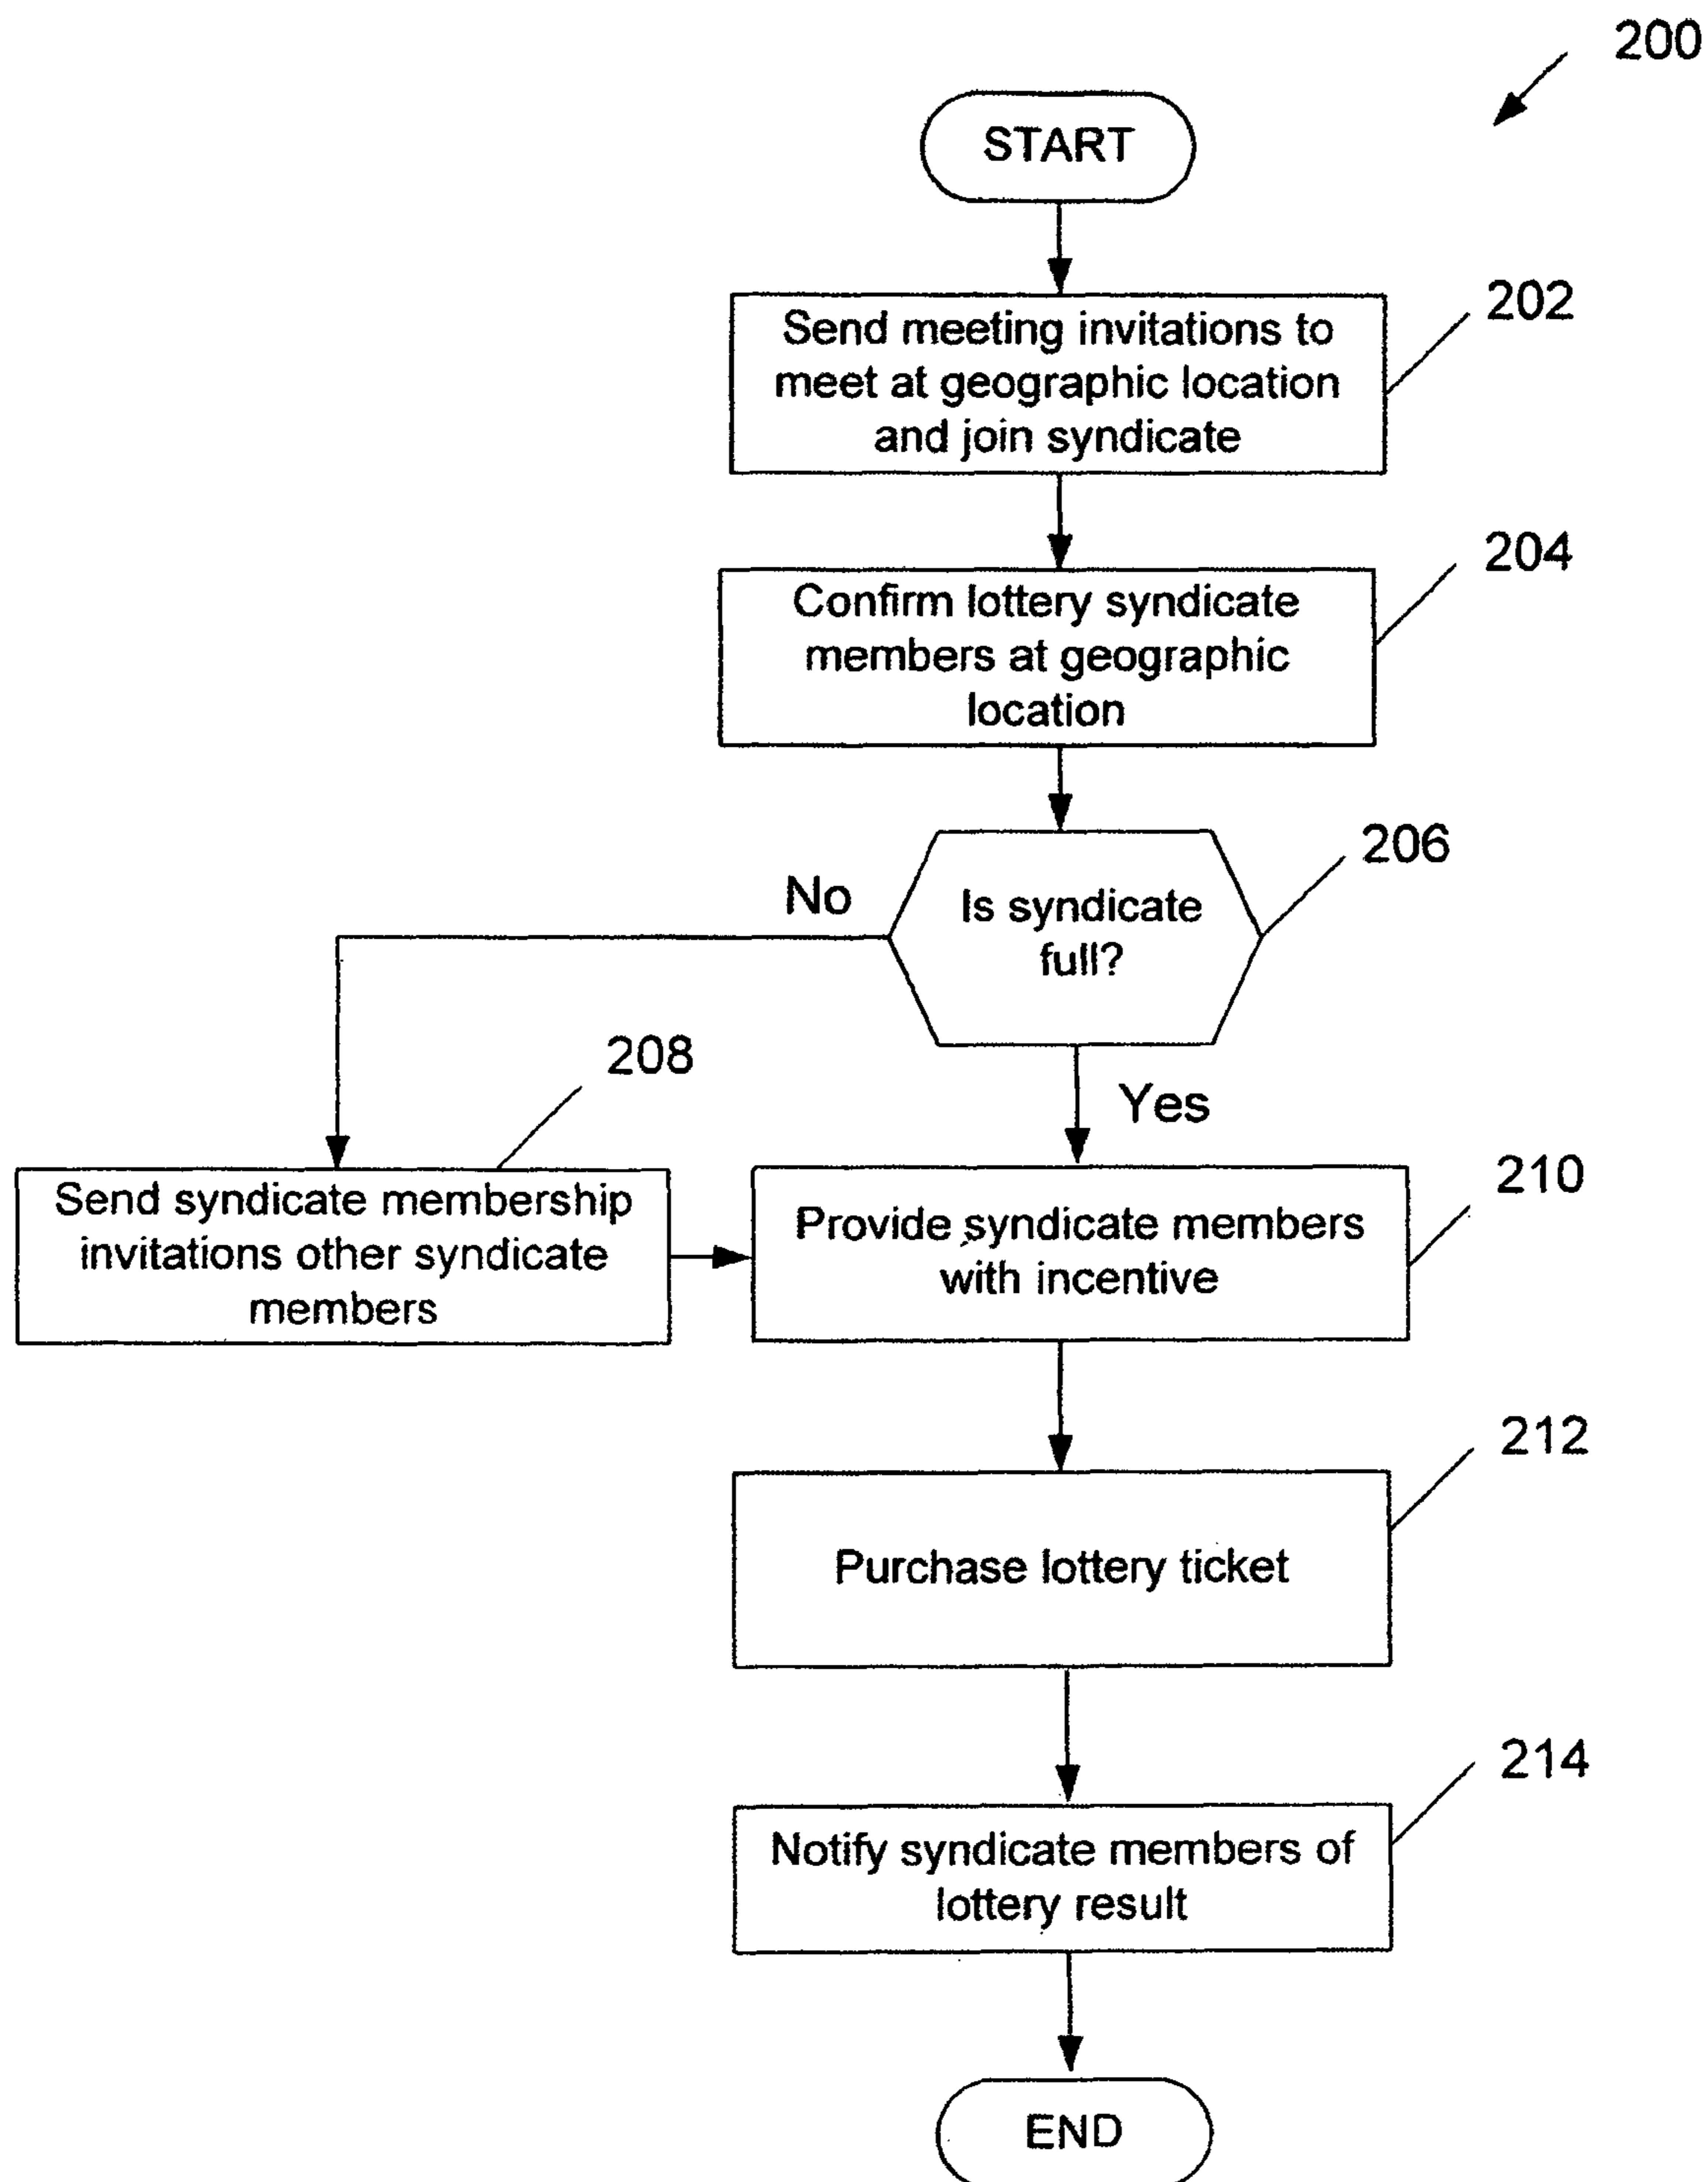 200
START
Send meeting invitations to
meet at geographic location
and join syndicate
202
Confirm lottery syndicate
members at geographic
location
204
Is syndicate
full?
206
No
Yes
Send syndicate membership
invitations other syndicate
members
208
Provide syndicate members
with incentive
210
Purchase lottery ticket
212
Notify syndicate members of
lottery result
214
END